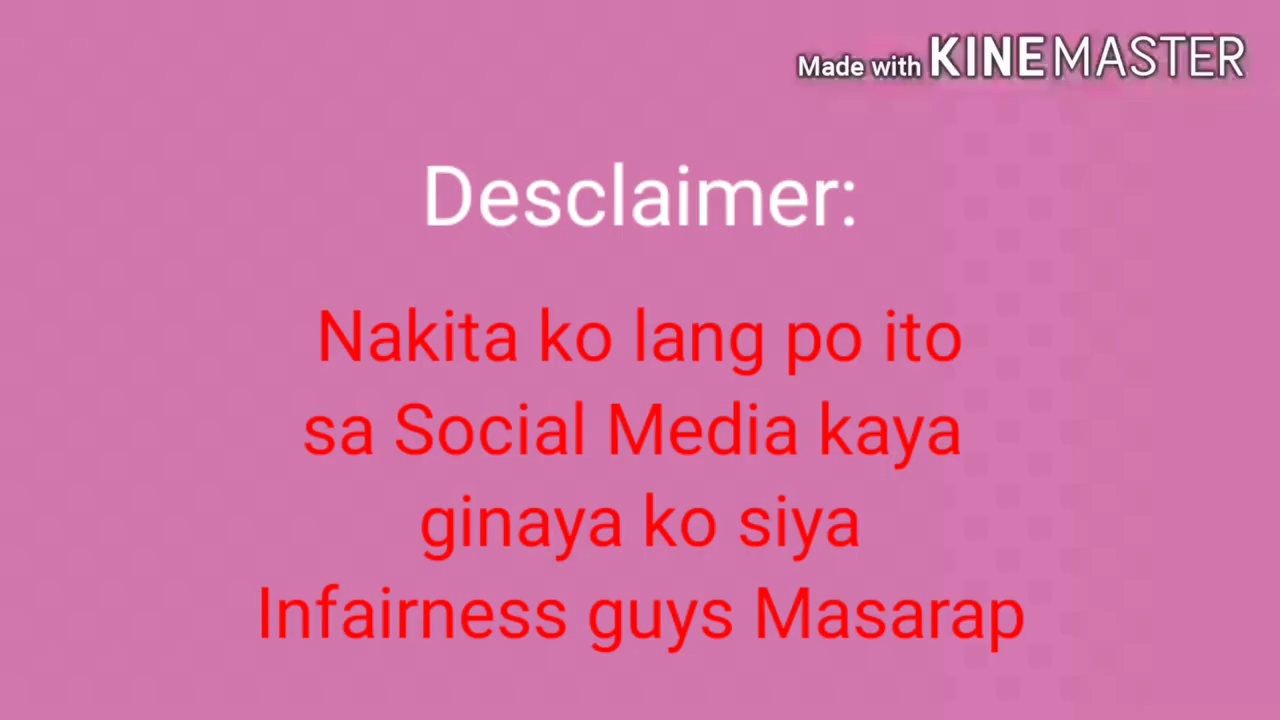 Made with KINEMASTER
Desclaimer:
Nakita ko lang po ito
sa Social Media kaya
ginaya ko siya
Infairness guys Masarap